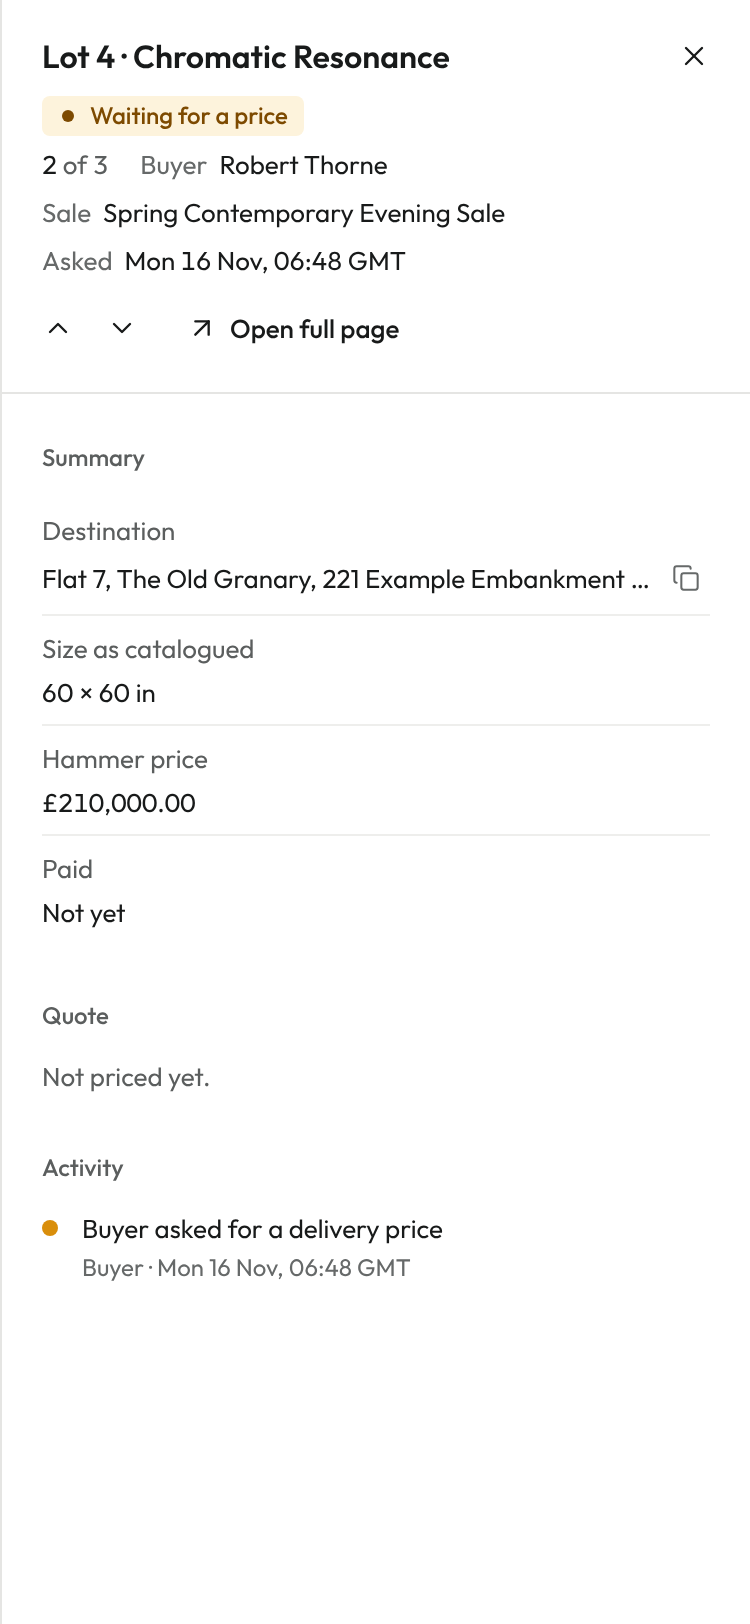 Lot 4 · Chromatic Resonance
Waiting for a price
2 of 3 Buyer Robert Thorne
Sale Spring Contemporary Evening Sale
Asked Mon 16 Nov, 06:48 GMT
Open full page
Summary
Destination
Flat 7, The Old Granary, 221 Example Embankment ...
Size as catalogued
60 × 60 in
Hammer price
£210,000.00
Paid
Not yet
Quote
Not priced yet.
Activity
Buyer asked for a delivery price
Buyer · Mon 16 Nov, 06:48 GMT